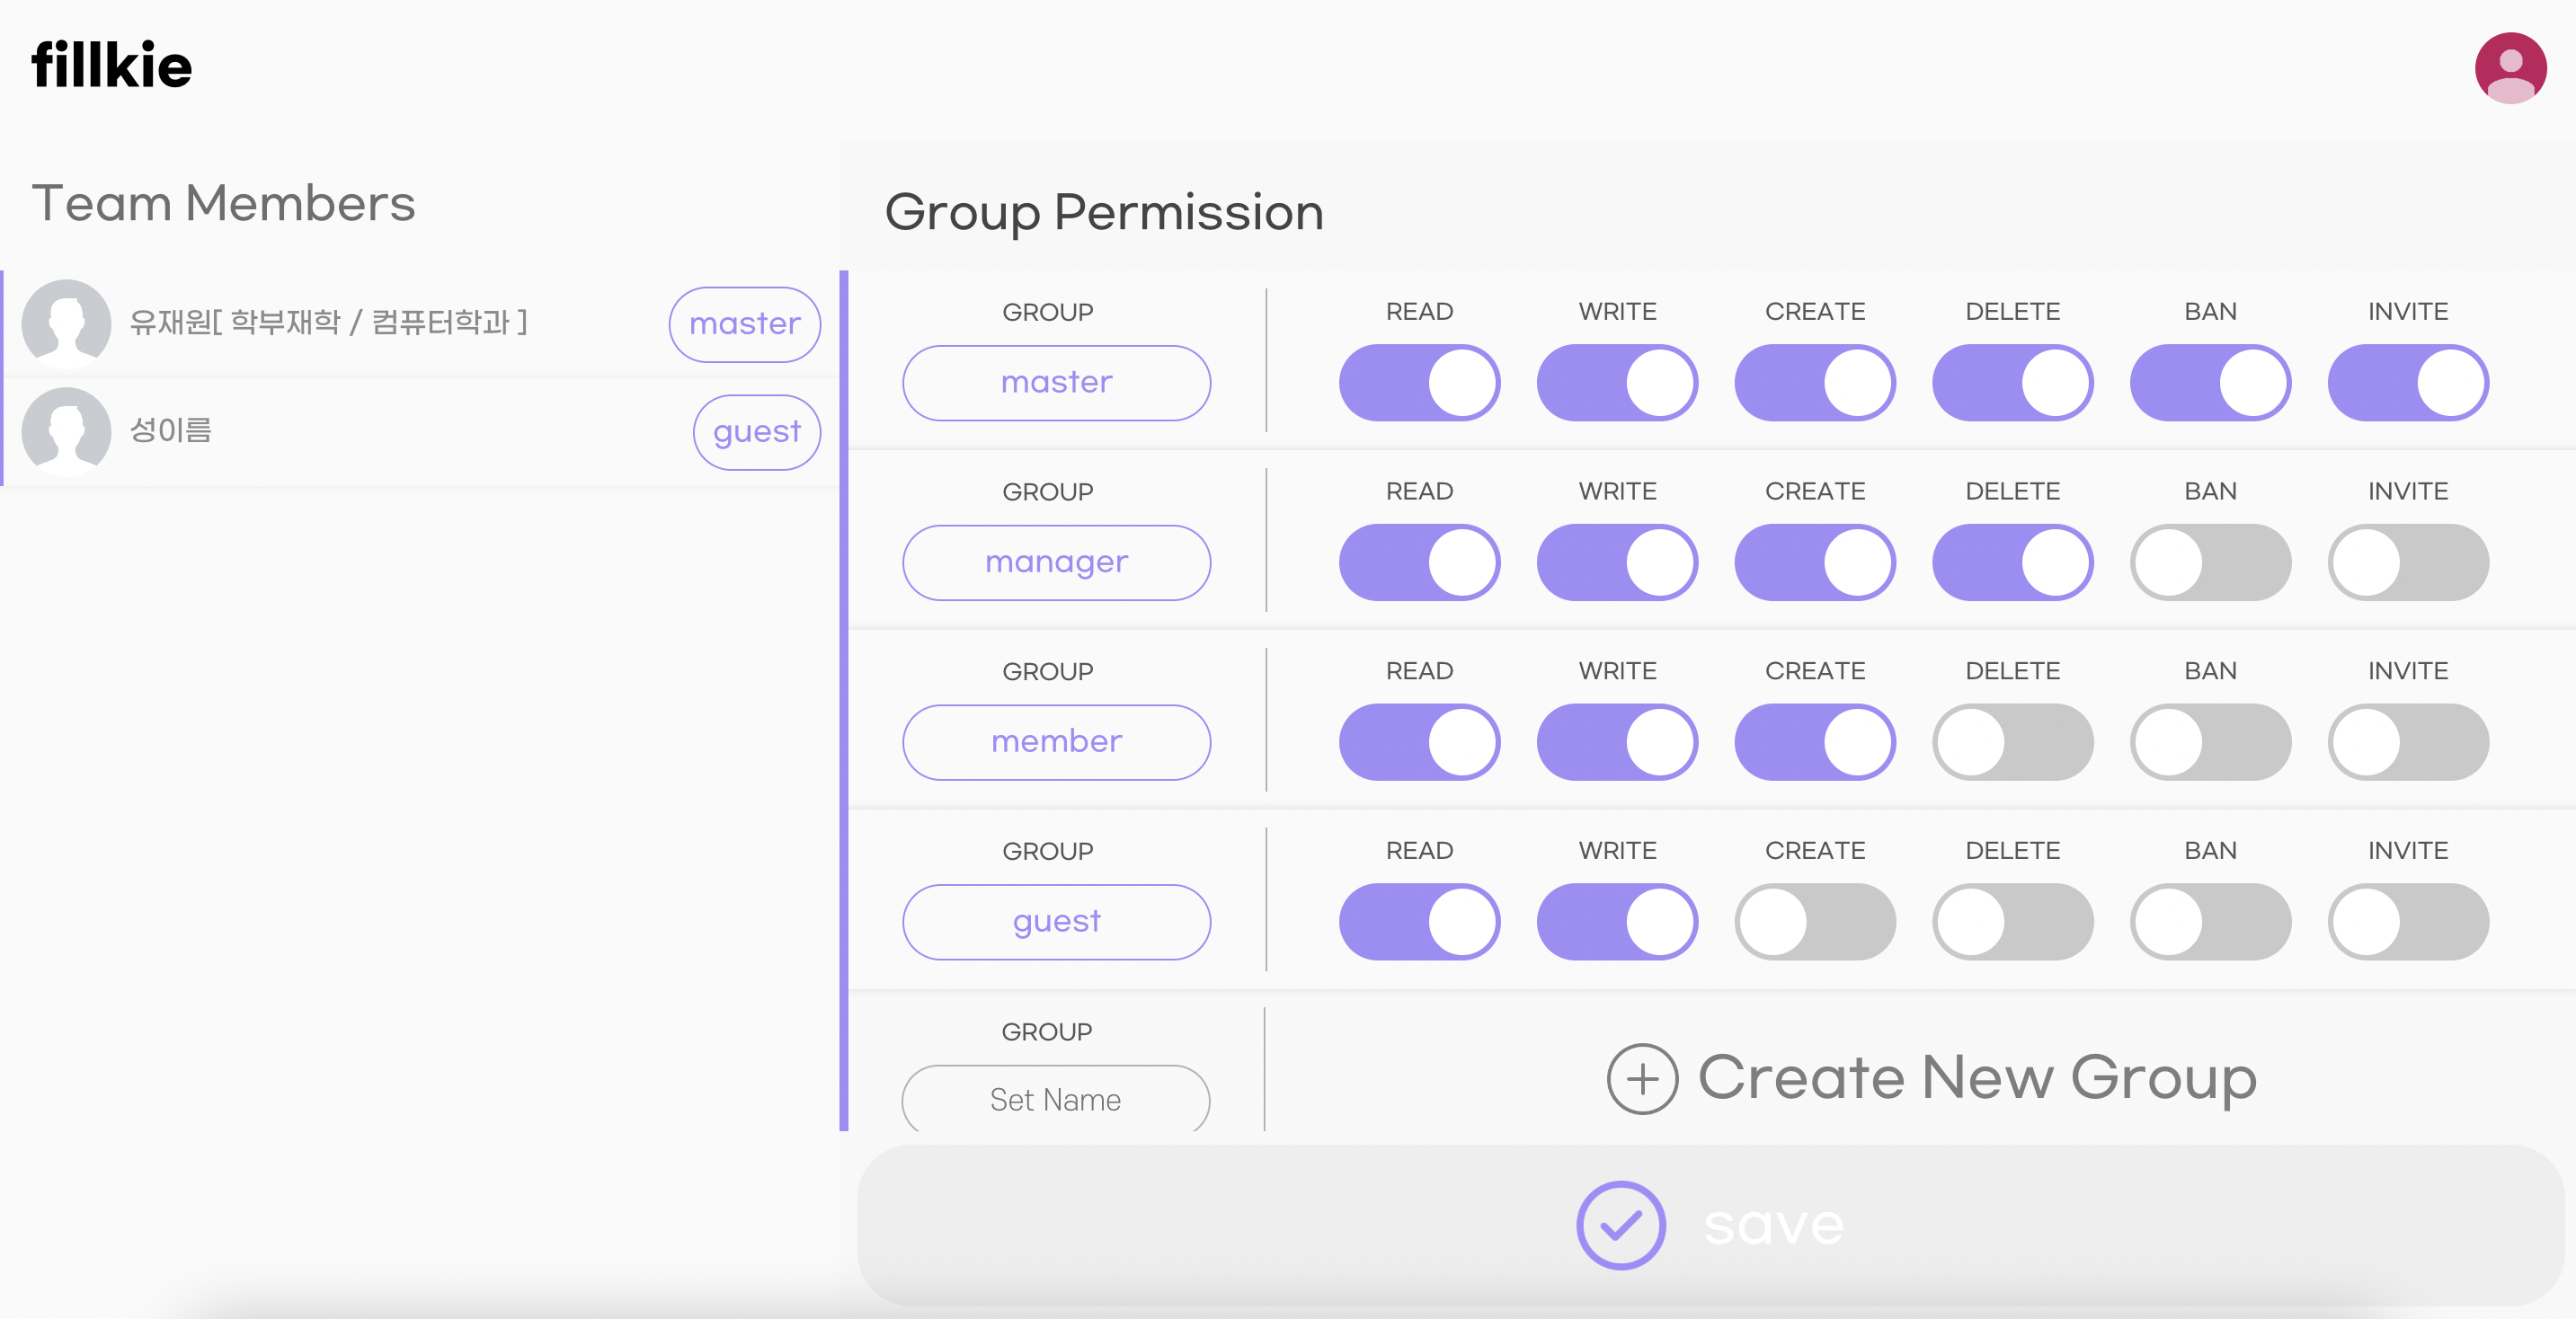 fillkie
Team Members
유재원[ 학부재학 / 컴퓨터학과 ]
master
성이름
guest
Group Permission
GROUP READ WRITE CREATE DELETE BAN INVITE
master
GROUP READ WRITE CREATE DELETE BAN INVITE
manager
GROUP READ WRITE CREATE DELETE BAN INVITE
member
GROUP READ WRITE CREATE DELETE BAN INVITE
guest
GROUP
Set Name
Create New Group
save